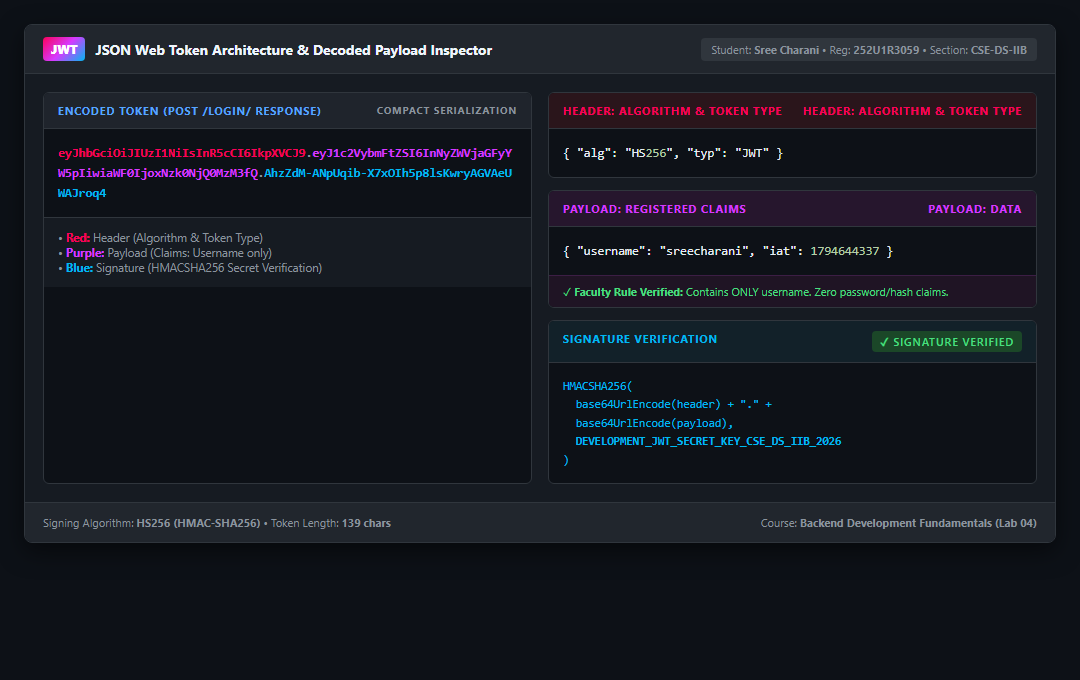 JWT JSON Web Token Architecture & Decoded Payload Inspector
Student: Sree Charani • Reg: 252U1R3059 • Section: CSE-DS-IIB
ENCODED TOKEN (POST /LOGIN/ RESPONSE) COMPACT SERIALIZATION
eyJhbGciOiJIUzI1NiIsInR5cCI6IkpXVCJ9.eyJ1c2VybmFtZSI6InNyZWVjaGFyY
W5pIiwiaWF0IjoxNzk0NjQ0MzM3fQ.AhzZdM-ANpUqib-X7xOIh5p8lsKwryAGVAeU
WAJroq4
• Red: Header (Algorithm & Token Type)
• Purple: Payload (Claims: Username only)
• Blue: Signature (HMACSHA256 Secret Verification)
HEADER: ALGORITHM & TOKEN TYPE HEADER: ALGORITHM & TOKEN TYPE
{ "alg": "HS256", "typ": "JWT" }
PAYLOAD: REGISTERED CLAIMS PAYLOAD: DATA
{ "username": "sreecharani", "iat": 1794644337 }
✓ Faculty Rule Verified: Contains ONLY username. Zero password/hash claims.
SIGNATURE VERIFICATION ✓ SIGNATURE VERIFIED
HMACSHA256(
base64UrlEncode(header) + "." +
base64UrlEncode(payload),
DEVELOPMENT_JWT_SECRET_KEY_CSE_DS_IIB_2026
)
Signing Algorithm: HS256 (HMAC-SHA256) • Token Length: 139 chars
Course: Backend Development Fundamentals (Lab 04)